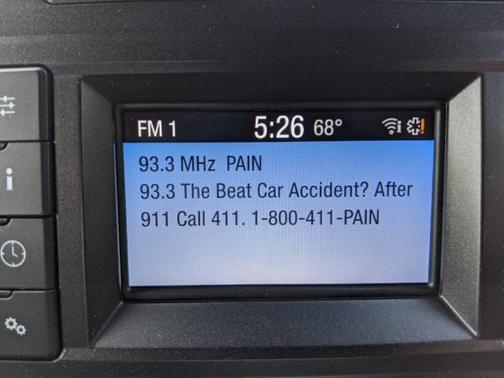 FM 1 5:26 68°
93.3 MHz PAIN
93.3 The Beat Car Accident? After
911 Call 411. 1-800-411-PAIN